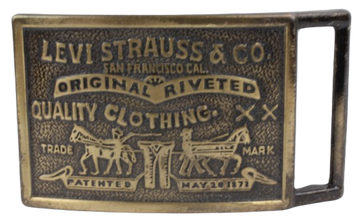 LEVI STRAUSS & CO.
SAN FRANCISCO CAL.
ORIGINAL RIVETED
QUALITY CLOTHING. XX
TRADE MARK
PATENTED MAY 20 1873